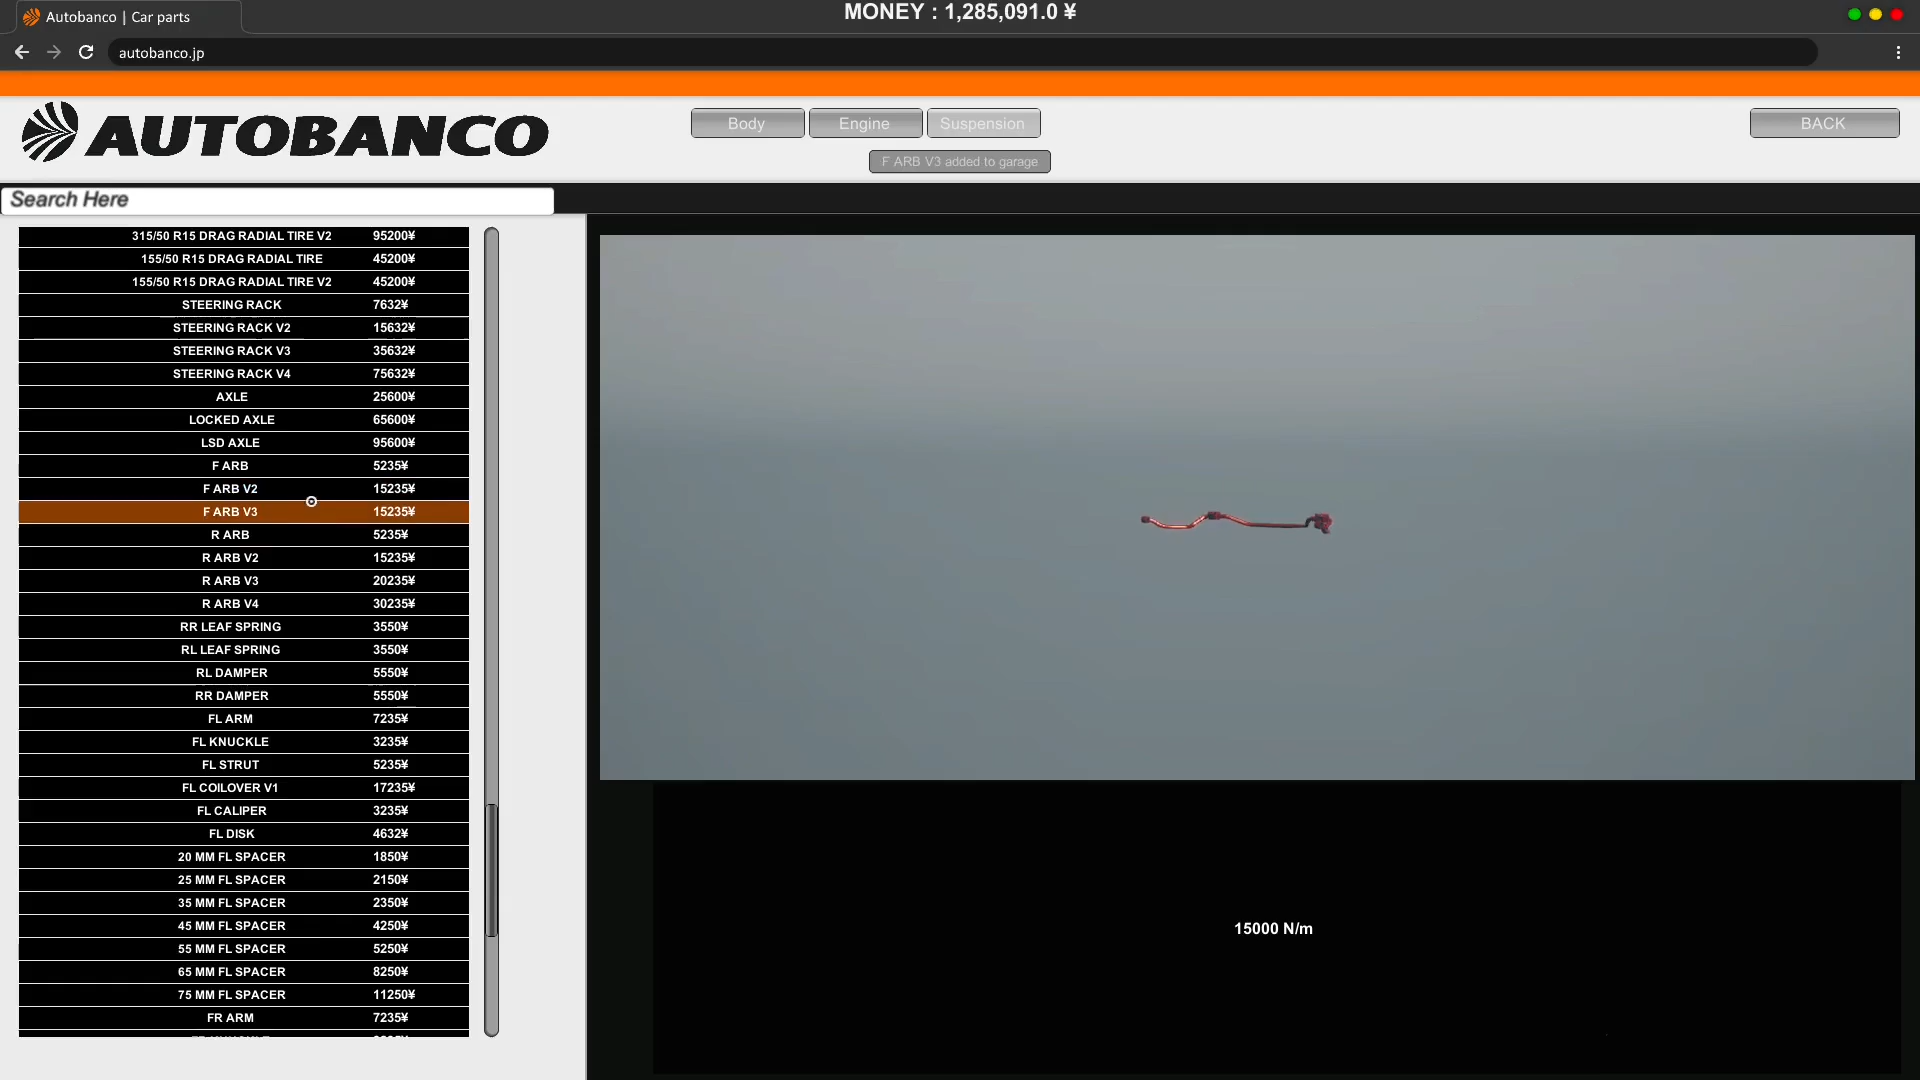 Autobanco | Car parts
MONEY : 1,285,091.0 ¥
autobanco.jp
AUTOBANCO
Body
Engine
Suspension
BACK
F ARB V3 added to garage
Search Here
315/50 R15 DRAG RADIAL TIRE V2 95200¥
155/50 R15 DRAG RADIAL TIRE 45200¥
155/50 R15 DRAG RADIAL TIRE V2 45200¥
STEERING RACK 7632¥
STEERING RACK V2 15632¥
STEERING RACK V3 35632¥
STEERING RACK V4 75632¥
AXLE 25600¥
LOCKED AXLE 65600¥
LSD AXLE 95600¥
F ARB 5235¥
F ARB V2 15235¥
F ARB V3 15235¥
R ARB 5235¥
R ARB V2 15235¥
R ARB V3 20235¥
R ARB V4 30235¥
RR LEAF SPRING 3550¥
RL LEAF SPRING 3550¥
RL DAMPER 5550¥
RR DAMPER 5550¥
FL ARM 7235¥
FL KNUCKLE 3235¥
FL STRUT 5235¥
FL COILOVER V1 17235¥
FL CALIPER 3235¥
FL DISK 4632¥
20 MM FL SPACER 1850¥
25 MM FL SPACER 2150¥
35 MM FL SPACER 2350¥
45 MM FL SPACER 4250¥
55 MM FL SPACER 5250¥
65 MM FL SPACER 8250¥
75 MM FL SPACER 11250¥
FR ARM 7235¥
15000 N/m